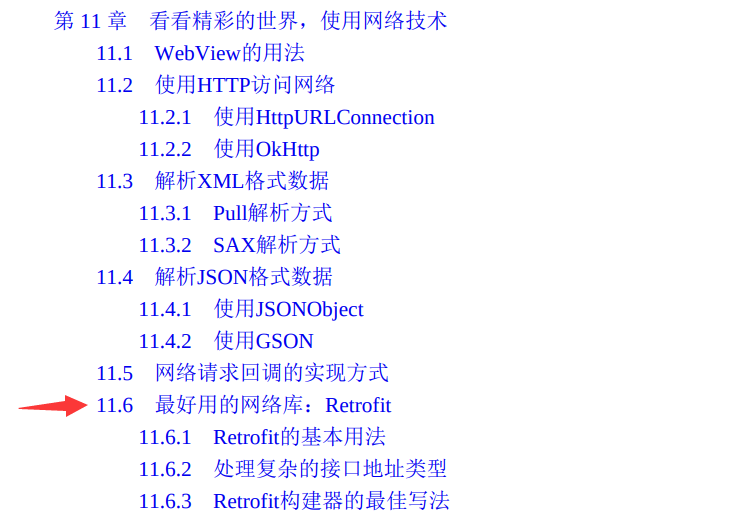 第 11 章 看看精彩的世界，使用网络技术
11.1 WebView的用法
11.2 使用HTTP访问网络
11.2.1 使用HttpURLConnection
11.2.2 使用OkHttp
11.3 解析XML格式数据
11.3.1 Pull解析方式
11.3.2 SAX解析方式
11.4 解析JSON格式数据
11.4.1 使用JSONObject
11.4.2 使用GSON
11.5 网络请求回调的实现方式
11.6 最好用的网络库：Retrofit
11.6.1 Retrofit的基本用法
11.6.2 处理复杂的接口地址类型
11.6.3 Retrofit构建器的最佳写法